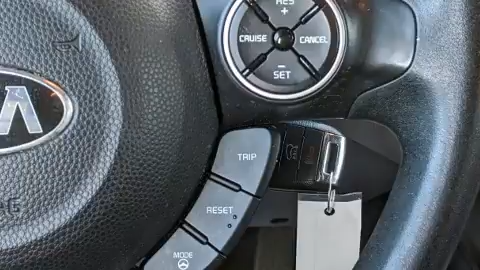 RES
+
CRUISE
CANCEL
−
SET
TRIP
RESET
MODE